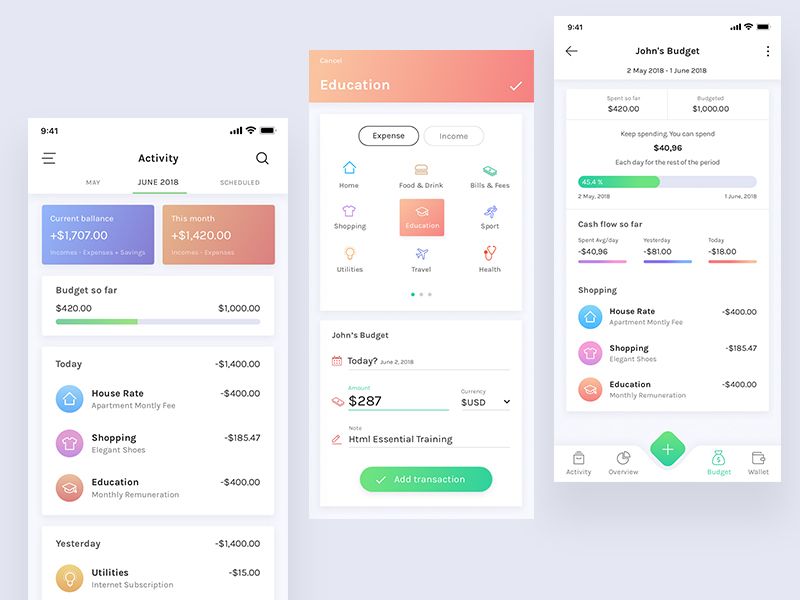 9:41
Activity
MAY
JUNE 2018
SCHEDULED
Current ballance
+$1,707.00
Incomes - Expenses + Savings
This month
+$1,420.00
Incomes - Expenses
Budget so far
$420.00
$1,000.00
Today
-$1,400.00
House Rate
-$400.00
Apartment Montly Fee
Shopping
-$185.47
Elegant Shoes
Education
-$400.00
Monthly Remuneration
Yesterday
-$1,400.00
Utilities
-$15.00
Internet Subscription
Cancel
Education
Expense
Income
Home
Food & Drink
Bills & Fees
Shopping
Education
Sport
Utilities
Travel
Health
John's Budget
Today? June 2, 2018
Amount
$287
Currency
$USD
Note
Html Essential Training
Add transaction
9:41
John's Budget
2 May 2018 - 1 June 2018
Spent so far
$420.00
Budgeted
$1,000.00
Keep spending. You can spend
$40,96
Each day for the rest of the period
45.4 %
2 May, 2018
1 June, 2018
Cash flow so far
Spent Avg/day
-$40,96
Yesterday
-$81.00
Today
-$18.00
Shopping
House Rate
-$400.00
Apartment Montly Fee
Shopping
-$185.47
Elegant Shoes
Education
-$400.00
Monthly Remuneration
Activity
Overview
Budget
Wallet